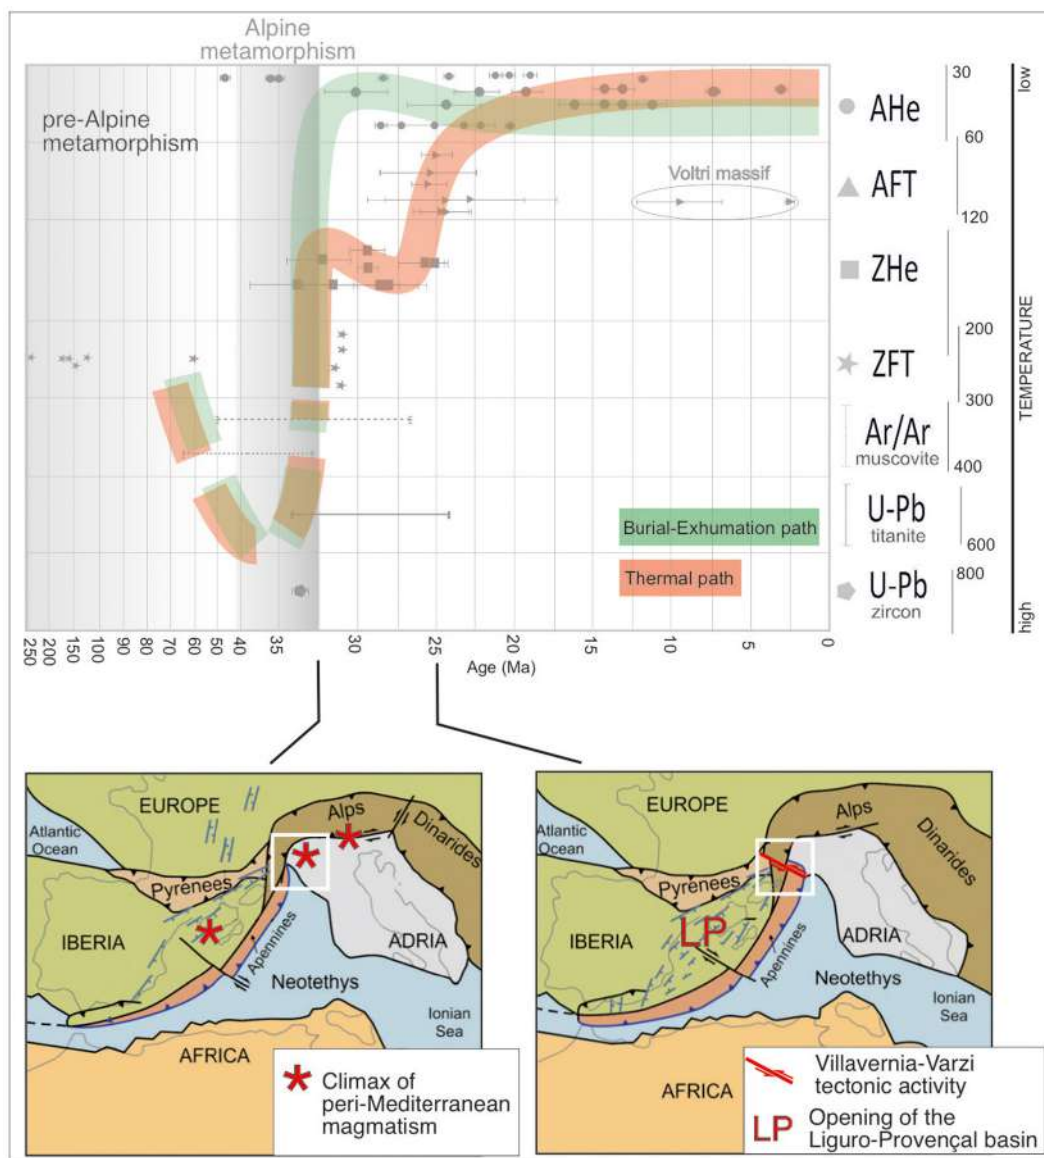 Alpine
metamorphism
pre-Alpine
metamorphism
Voltri massif
Burial-Exhumation path
Thermal path
30
60
120
200
300
400
600
800
AHe
AFT
ZHe
ZFT
Ar/Ar
muscovite
U-Pb
titanite
U-Pb
zircon
low
TEMPERATURE
high
250 200 100 90 80 70 60 50 40 35 30 25 20 15 10 5 0
Age (Ma)
EUROPE
Atlantic
Ocean
Alps
Dinarides
Pyrenees
IBERIA
Apennines
ADRIA
Neotethys
Ionian
Sea
AFRICA
Climax of
peri-Mediterranean
magmatism
EUROPE
Atlantic
Ocean
Alps
Dinarides
Pyrenees
IBERIA
LP
Apennines
ADRIA
Neotethys
Ionian
Sea
AFRICA
Villavernia-Varzi
tectonic activity
LP Opening of the
Liguro-Provençal basin